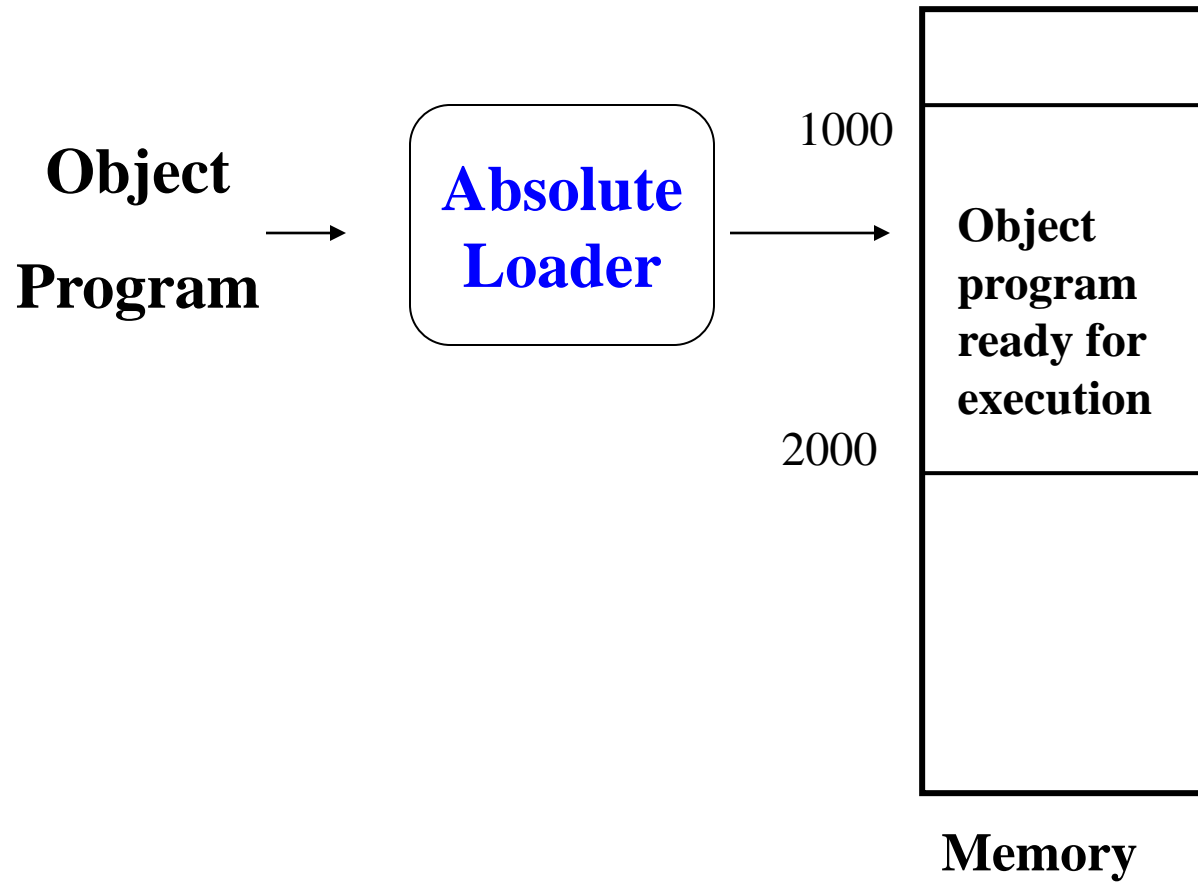 Object
Program
Absolute
Loader
1000
Object
program
ready for
execution
2000
Memory